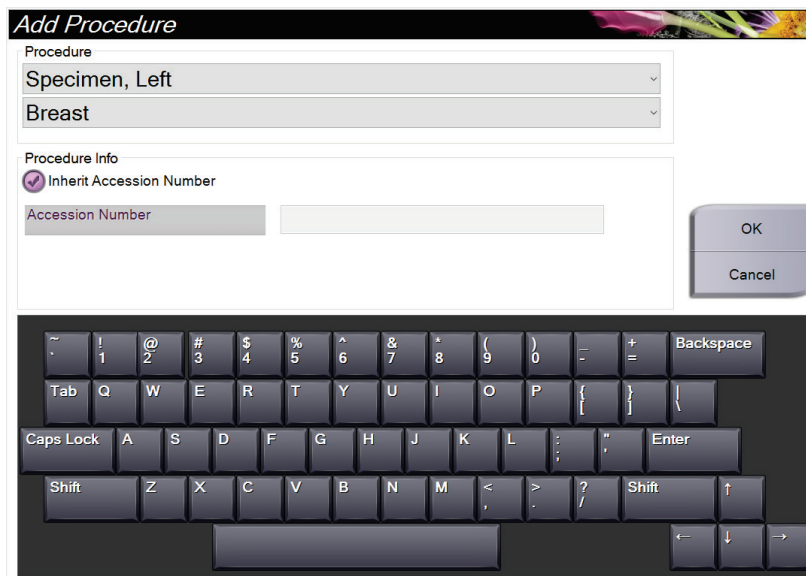 Add Procedure
Procedure
Specimen, Left
Breast
Procedure Info
Inherit Accession Number
Accession Number
OK
Cancel
~ ! @ # $ % ^ & * ( ) _ + Backspace
` 1 2 3 4 5 6 7 8 9 0 - =
Tab Q W E R T Y U I O P { } |
[ ] \
Caps Lock A S D F G H J K L : " Enter
; '
Shift Z X C V B N M < > ? Shift ↑
, . /
← ↓ →